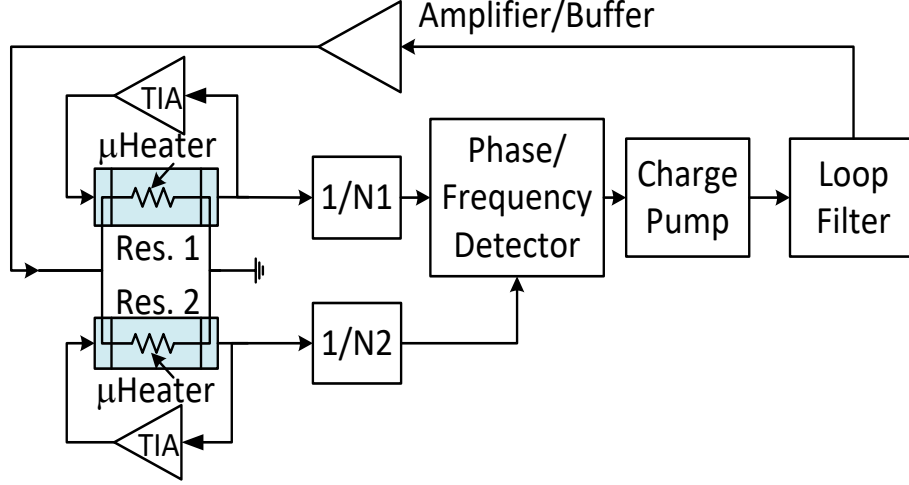 Amplifier/Buffer
TIA
μHeater
Res. 1
1/N1
Phase/
Frequency
Detector
Charge
Pump
Loop
Filter
Res. 2
1/N2
μHeater
TIA